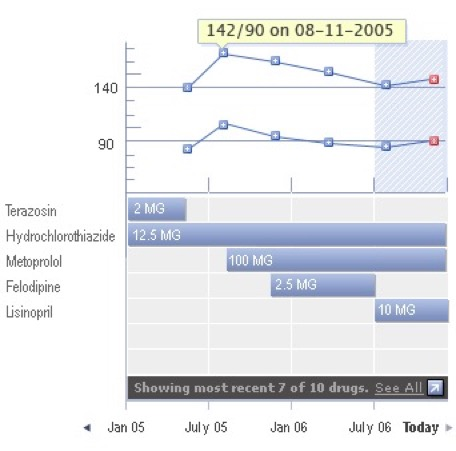 142/90 on 08-11-2005
140
90
Terazosin 2 MG
Hydrochlorothiazide 12.5 MG
Metoprolol 100 MG
Felodipine 2.5 MG
Lisinopril 10 MG
Showing most recent 7 of 10 drugs. See All
Jan 05 July 05 Jan 06 July 06 Today